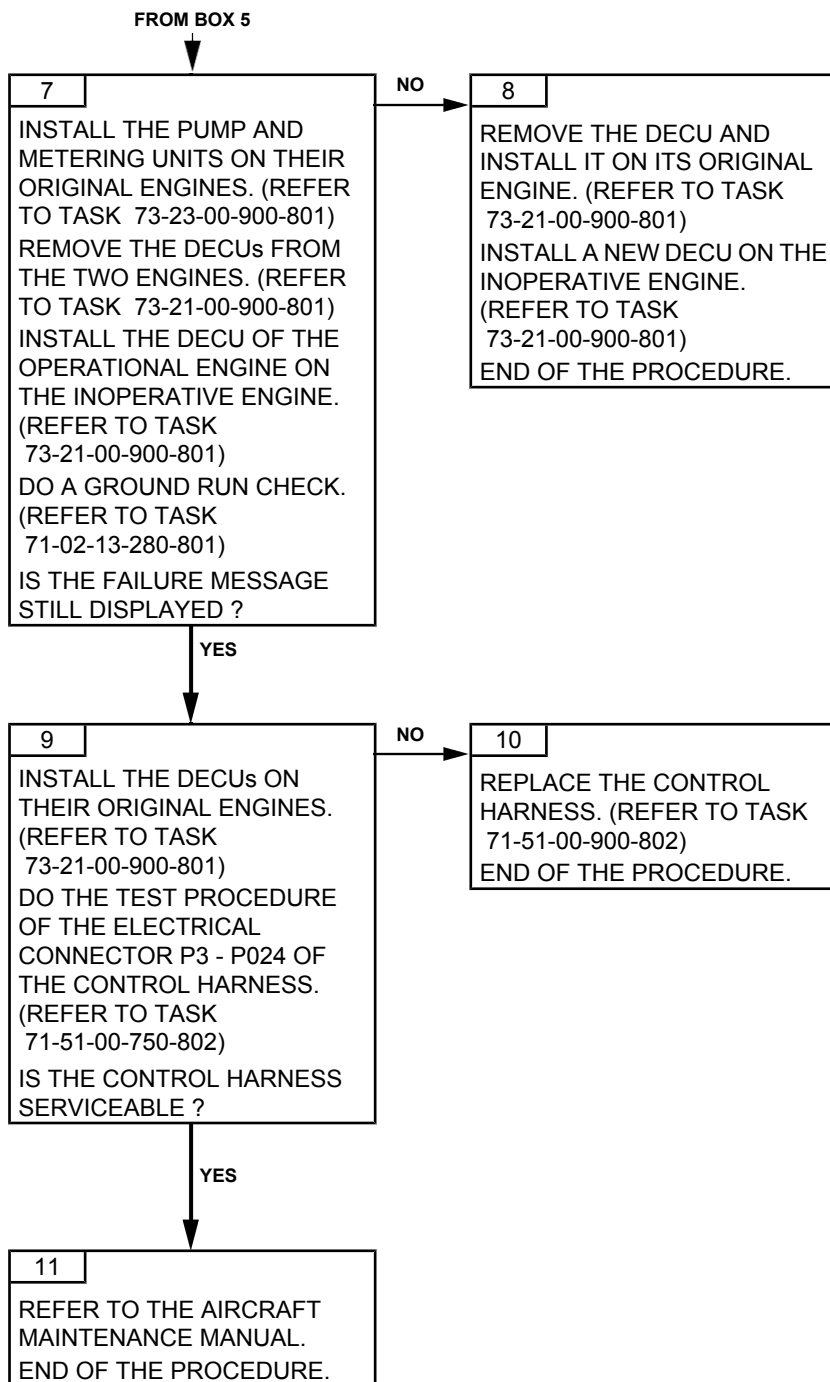 FROM BOX 5
7
INSTALL THE PUMP AND
METERING UNITS ON THEIR
ORIGINAL ENGINES. (REFER
TO TASK 73-23-00-900-801)
REMOVE THE DECUs FROM
THE TWO ENGINES. (REFER
TO TASK 73-21-00-900-801)
INSTALL THE DECU OF THE
OPERATIONAL ENGINE ON
THE INOPERATIVE ENGINE.
(REFER TO TASK
73-21-00-900-801)
DO A GROUND RUN CHECK.
(REFER TO TASK
71-02-13-280-801)
IS THE FAILURE MESSAGE
STILL DISPLAYED ?
NO
8
REMOVE THE DECU AND
INSTALL IT ON ITS ORIGINAL
ENGINE. (REFER TO TASK
73-21-00-900-801)
INSTALL A NEW DECU ON THE
INOPERATIVE ENGINE.
(REFER TO TASK
73-21-00-900-801)
END OF THE PROCEDURE.
YES
9
INSTALL THE DECUs ON
THEIR ORIGINAL ENGINES.
(REFER TO TASK
73-21-00-900-801)
DO THE TEST PROCEDURE
OF THE ELECTRICAL
CONNECTOR P3 - P024 OF
THE CONTROL HARNESS.
(REFER TO TASK
71-51-00-750-802)
IS THE CONTROL HARNESS
SERVICEABLE ?
NO
10
REPLACE THE CONTROL
HARNESS. (REFER TO TASK
71-51-00-900-802)
END OF THE PROCEDURE.
YES
11
REFER TO THE AIRCRAFT
MAINTENANCE MANUAL.
END OF THE PROCEDURE.